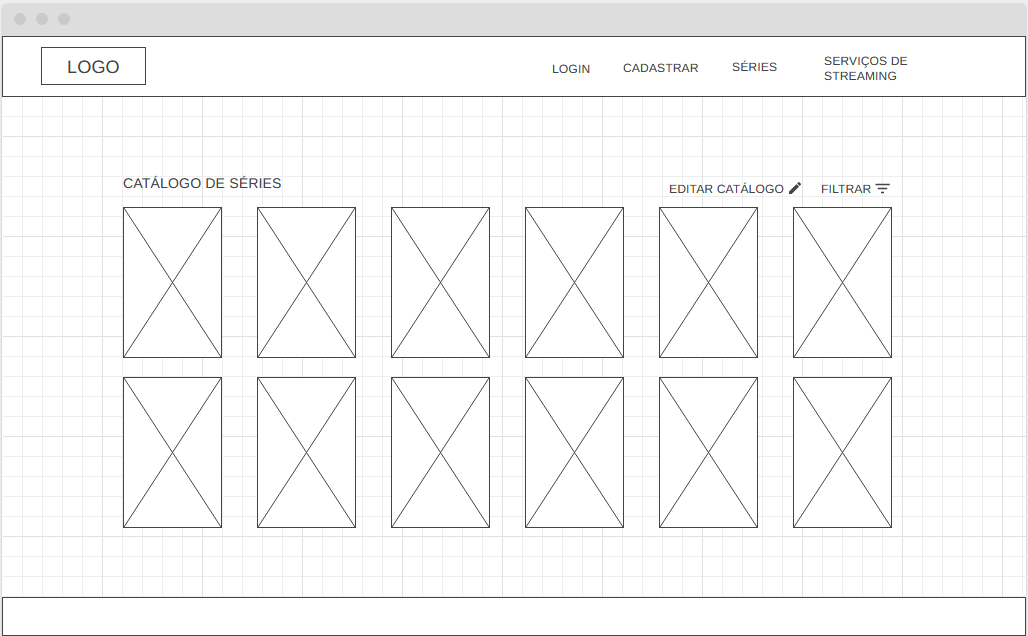 LOGO
LOGIN
CADASTRAR
SÉRIES
SERVIÇOS DE
STREAMING
CATÁLOGO DE SÉRIES
EDITAR CATÁLOGO
FILTRAR